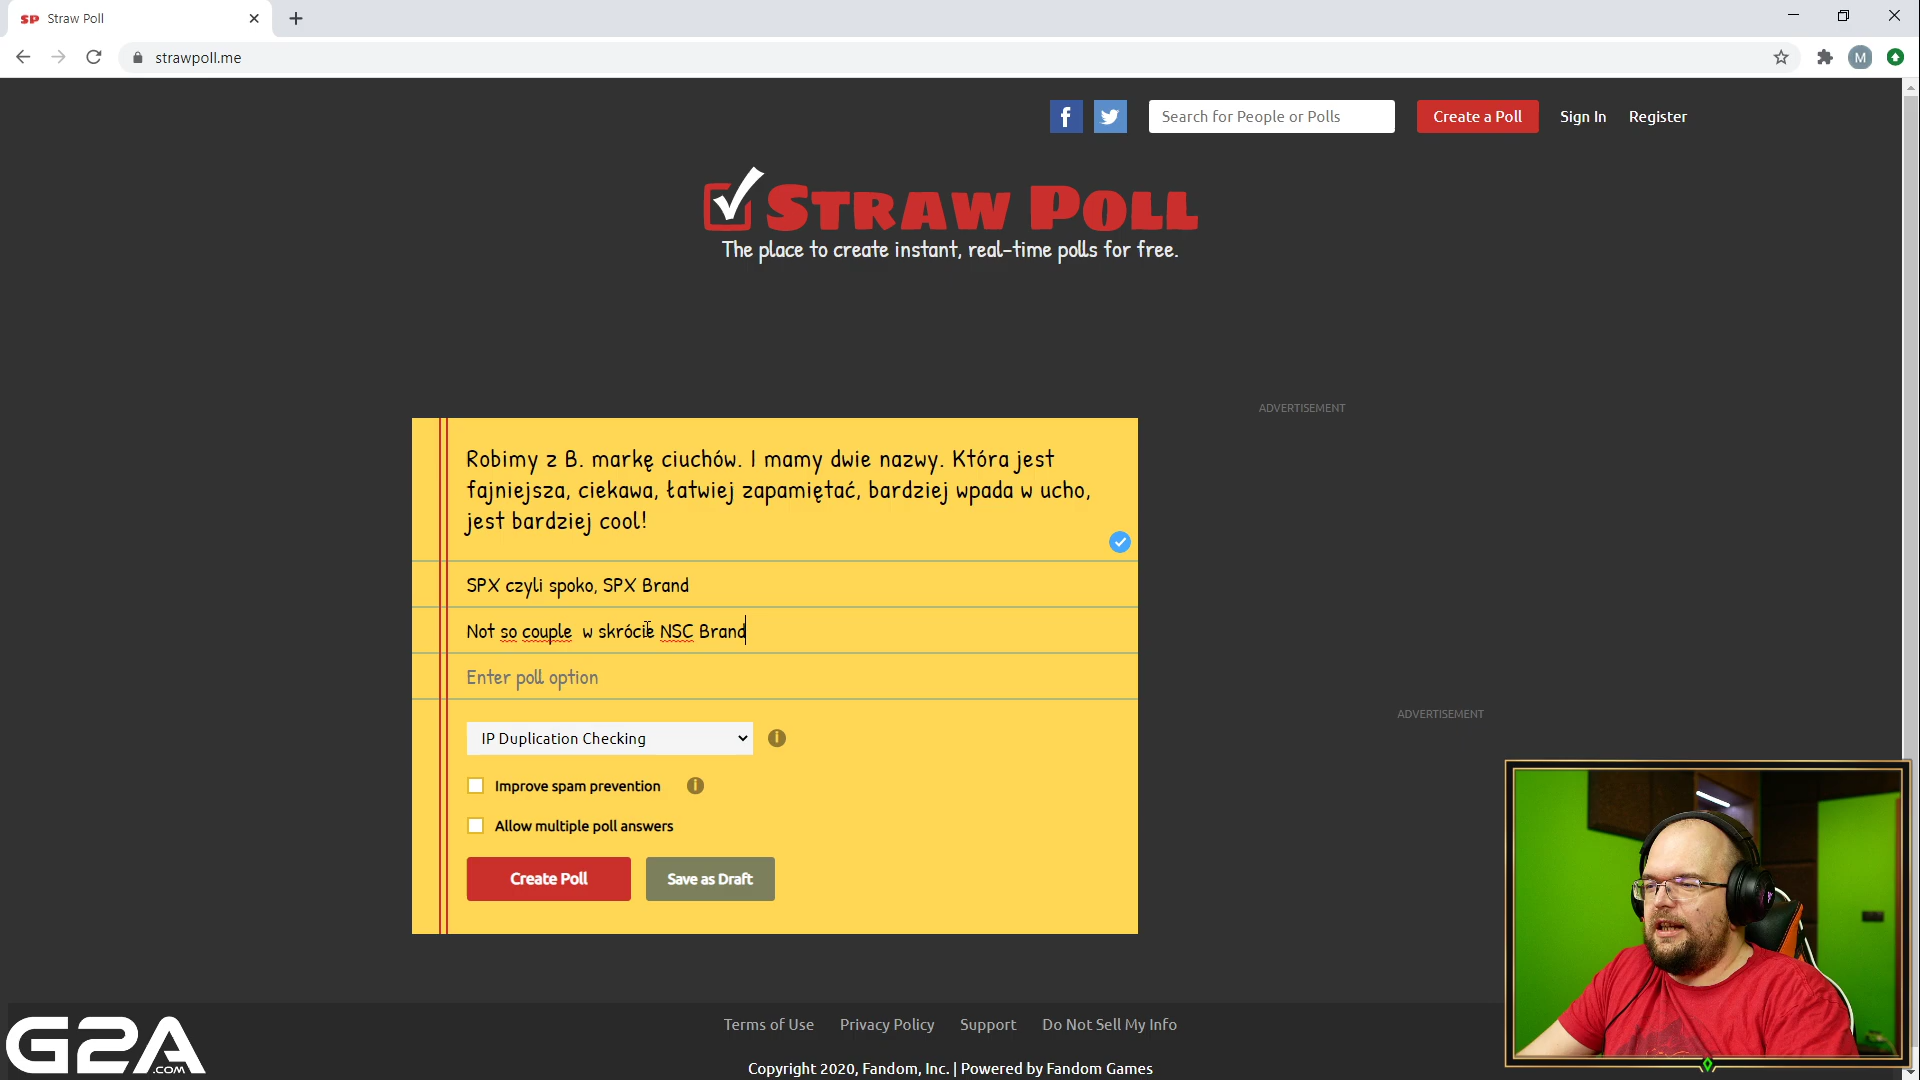 SP Straw Poll
strawpoll.me
M
f
Search for People or Polls
Create a Poll
Sign In
Register
STRAW POLL
The place to create instant, real-time polls for free.
ADVERTISEMENT
Robimy z B. markę ciuchów. I mamy dwie nazwy. Która jest
fajniejsza, ciekawa, łatwiej zapamiętać, bardziej wpada w ucho,
jest bardziej cool!
SPX czyli spoko, SPX Brand
Not so couple w skrócie NSC Brand
Enter poll option
ADVERTISEMENT
IP Duplication Checking
Improve spam prevention
Allow multiple poll answers
Create Poll
Save as Draft
Terms of Use
Privacy Policy
Support
Do Not Sell My Info
G2A
.COM
Copyright 2020, Fandom, Inc. | Powered by Fandom Games